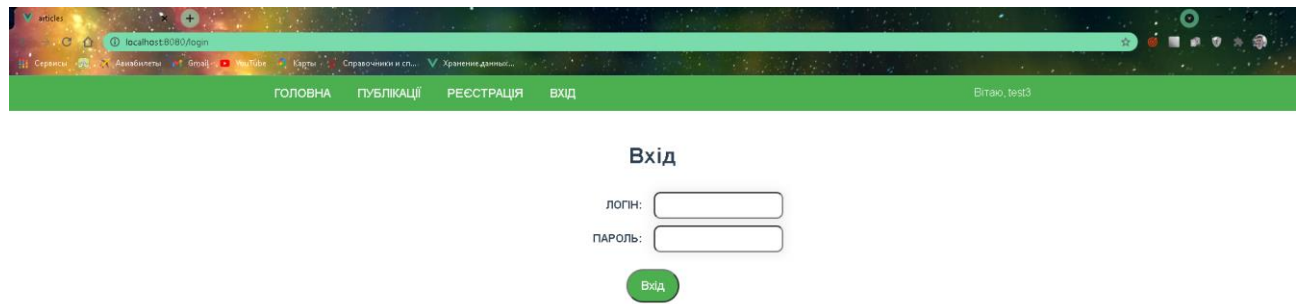 articles
localhost:8080/login
Сервисы Авиабилеты Gmail YouTube Карты Справочники и сп... Хранение данных...
ГОЛОВНА ПУБЛІКАЦІЇ РЕЄСТРАЦІЯ ВХІД Вітаю, test3
Вхід
ЛОГІН:
ПАРОЛЬ:
Вхід